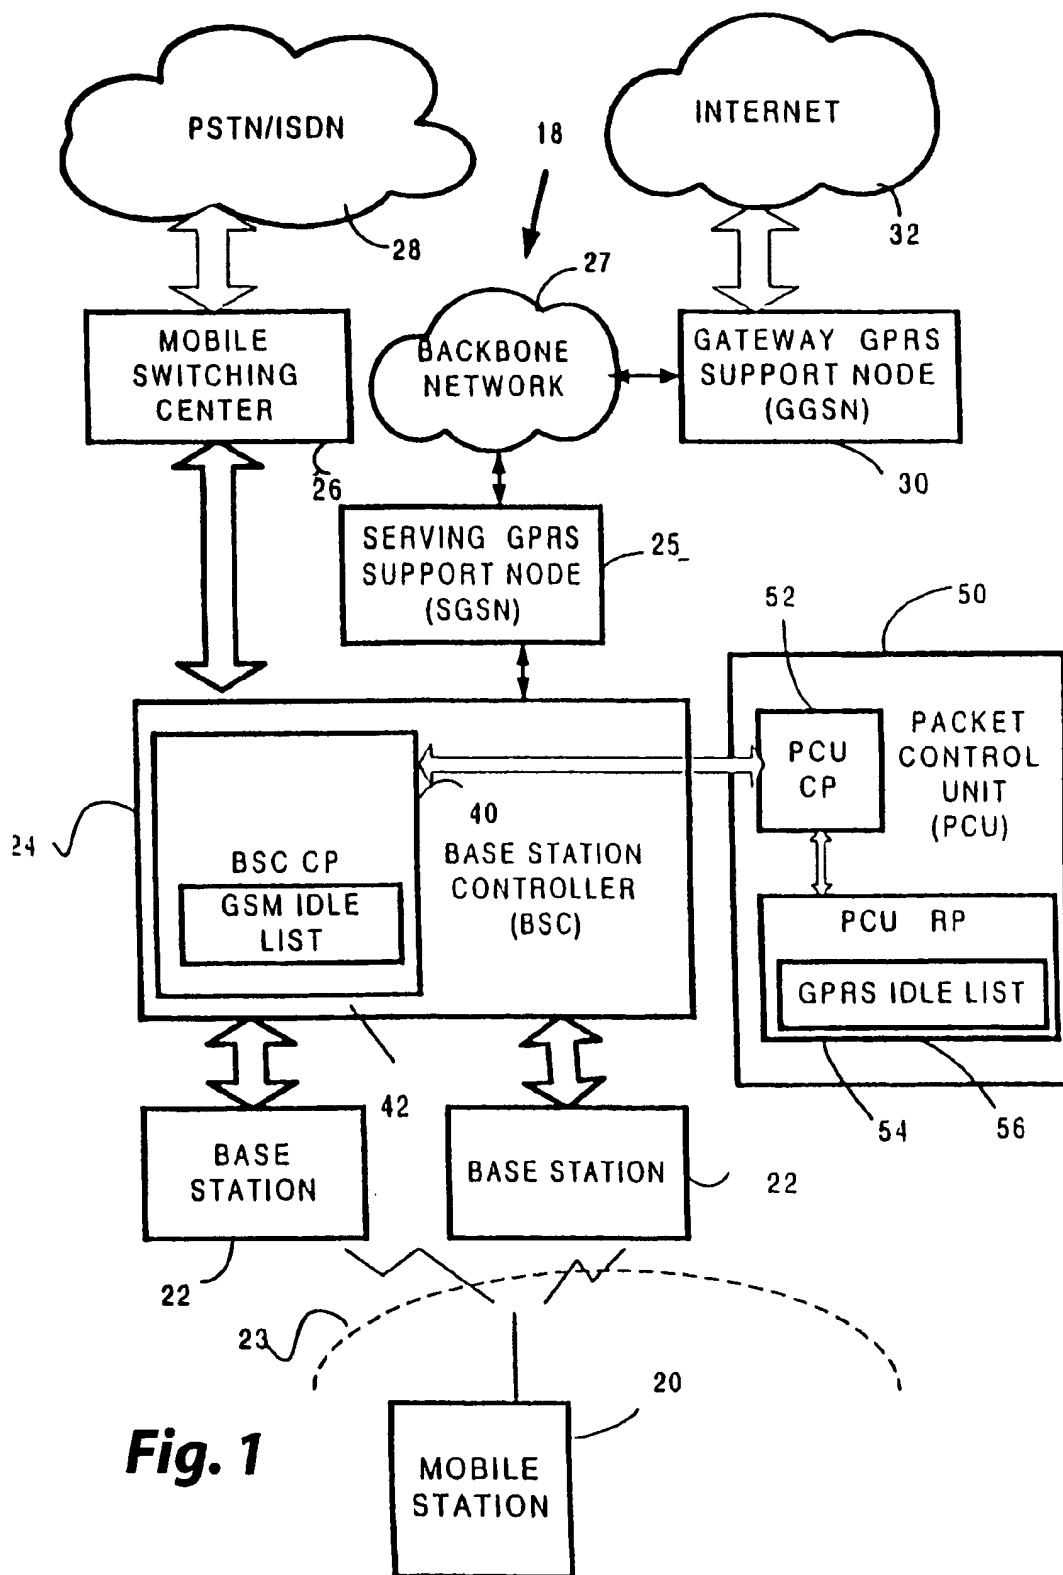 PSTN/ISDN
INTERNET
18
28
32
27
MOBILE
SWITCHING
CENTER
BACKBONE
NETWORK
GATEWAY GPRS
SUPPORT NODE
(GGSN)
26
30
SERVING GPRS
SUPPORT NODE
(SGSN)
25
52
50
PCU
CP
PACKET
CONTROL
UNIT
(PCU)
24
40
BSC CP
GSM IDLE
LIST
BASE STATION
CONTROLLER
(BSC)
PCU RP
GPRS IDLE LIST
42
54
56
BASE
STATION
BASE STATION
22
22
23
20
MOBILE
STATION
Fig. 1